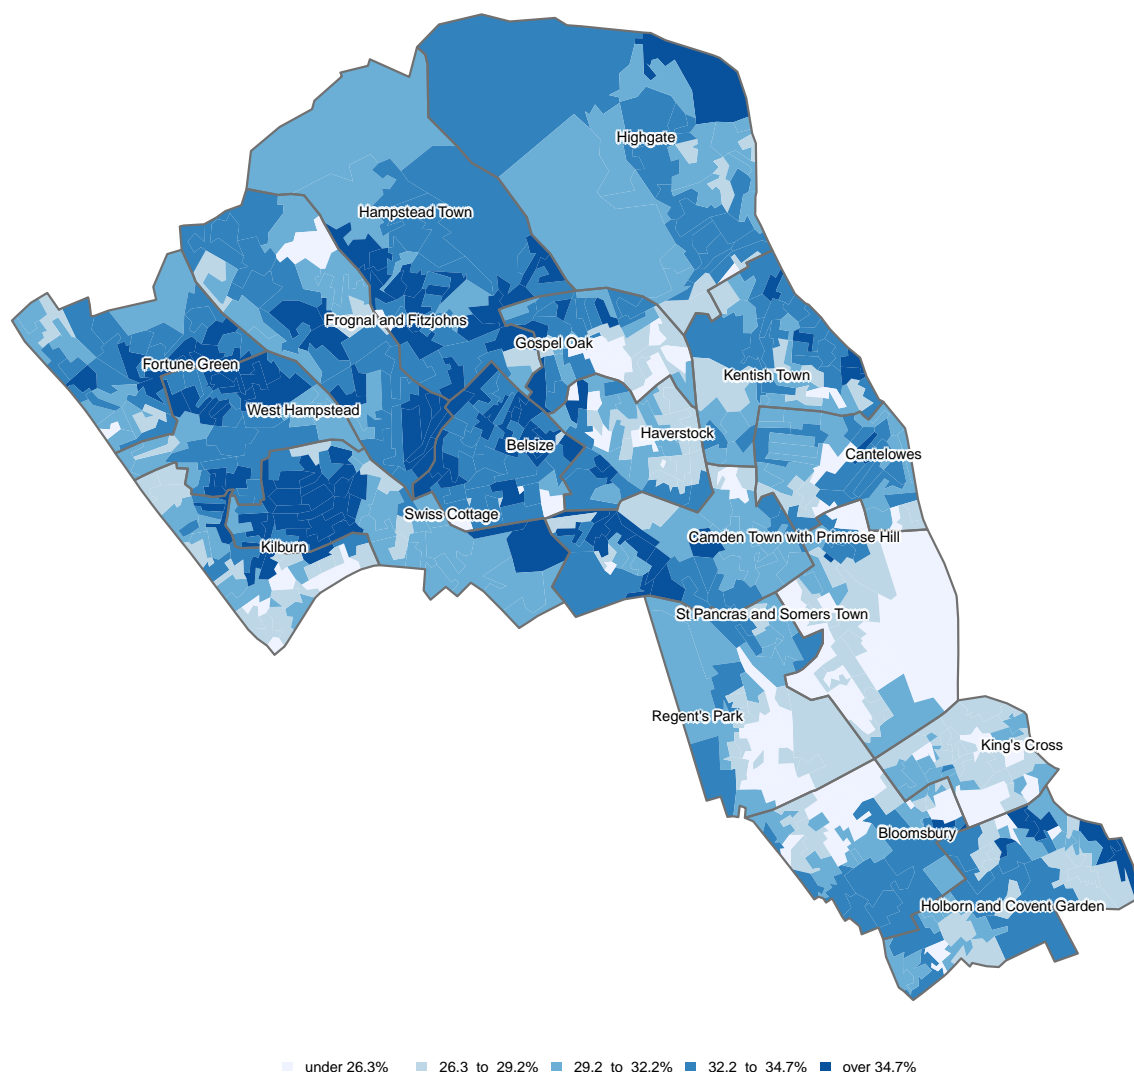 Highgate
Hampstead Town
Frognal and Fitzjohns
Gospel Oak
Fortune Green
Kentish Town
West Hampstead
Haverstock
Belsize
Cantelowes
Swiss Cottage
Camden Town with Primrose Hill
Kilburn
St Pancras and Somers Town
Regent's Park
King's Cross
Bloomsbury
Holborn and Covent Garden
under 26.3% 26.3 to 29.2% 29.2 to 32.2% 32.2 to 34.7% over 34.7%